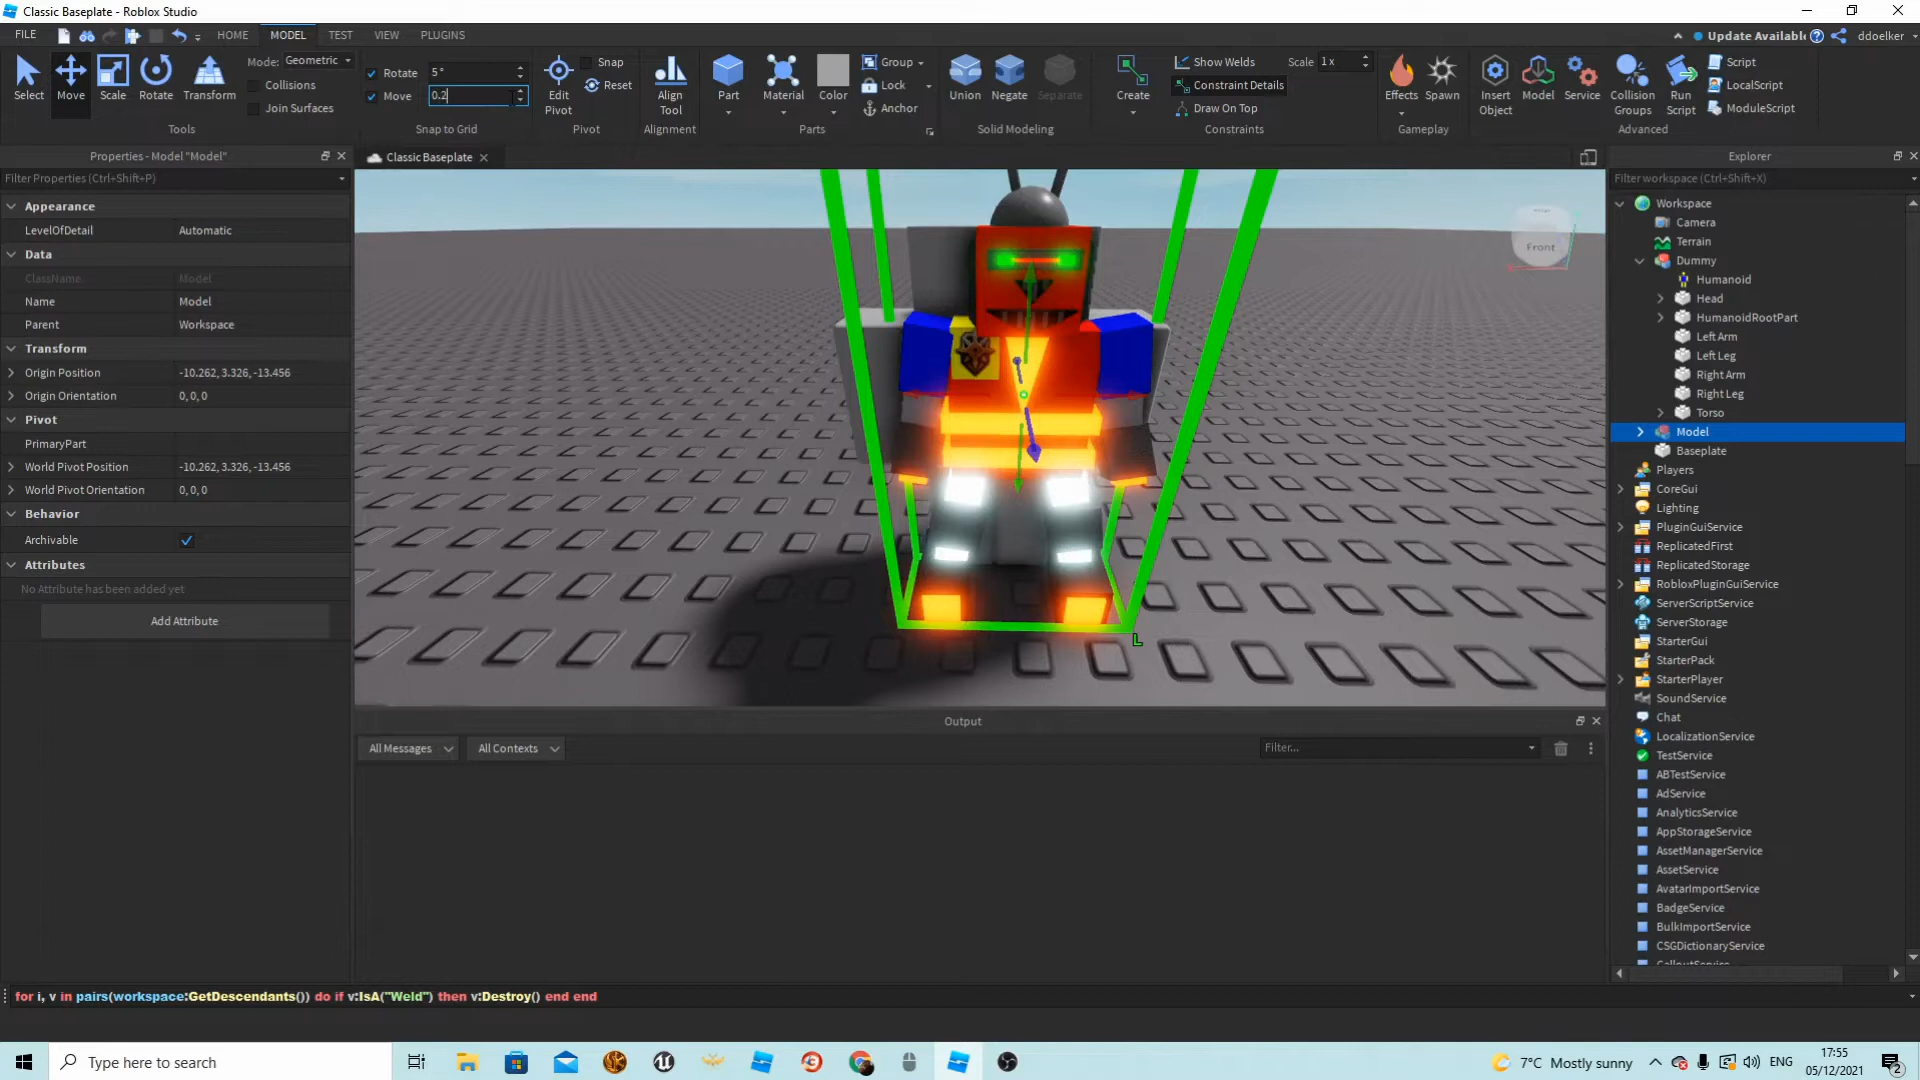 Classic Baseplate - Roblox Studio
FILE
HOME
MODEL
TEST
VIEW
PLUGINS
Update Available
ddoelker
Select
Move
Scale
Rotate
Transform
Mode:
Geometric
Collisions
Join Surfaces
Tools
Rotate
5 °
Move
0.2
Snap to Grid
Edit
Pivot
Snap
Reset
Pivot
Align
Tool
Alignment
Part
Material
Color
Group
Lock
Anchor
Parts
Union
Negate
Separate
Solid Modeling
Create
Show Welds
Scale
1 x
Constraint Details
Draw On Top
Constraints
Effects
Spawn
Gameplay
Insert
Object
Model
Service
Collision
Groups
Run
Script
Script
LocalScript
ModuleScript
Advanced
Properties - Model "Model"
Filter Properties (Ctrl+Shift+P)
Appearance
LevelOfDetail
Automatic
Data
ClassName
Model
Name
Model
Parent
Workspace
Transform
Origin Position
-10.262, 3.326, -13.456
Origin Orientation
0, 0, 0
Pivot
PrimaryPart
World Pivot Position
-10.262, 3.326, -13.456
World Pivot Orientation
0, 0, 0
Behavior
Archivable
Attributes
No Attribute has been added yet
Add Attribute
Classic Baseplate
Front
L
Output
All Messages
All Contexts
Filter...
Explorer
Filter workspace (Ctrl+Shift+X)
Workspace
Camera
Terrain
Dummy
Humanoid
Head
HumanoidRootPart
Left Arm
Left Leg
Right Arm
Right Leg
Torso
Model
Baseplate
Players
CoreGui
Lighting
PluginGuiService
ReplicatedFirst
ReplicatedStorage
RobloxPluginGuiService
ServerScriptService
ServerStorage
StarterGui
StarterPack
StarterPlayer
SoundService
Chat
LocalizationService
TestService
ABTestService
AdService
AnalyticsService
AppStorageService
AssetManagerService
AssetService
AvatarImportService
BadgeService
BulkImportService
CSGDictionaryService
for i, v in pairs(workspace:GetDescendants()) do if v:IsA("Weld") then v:Destroy() end end
Type here to search
7°C Mostly sunny
ENG
17:55
05/12/2021
2